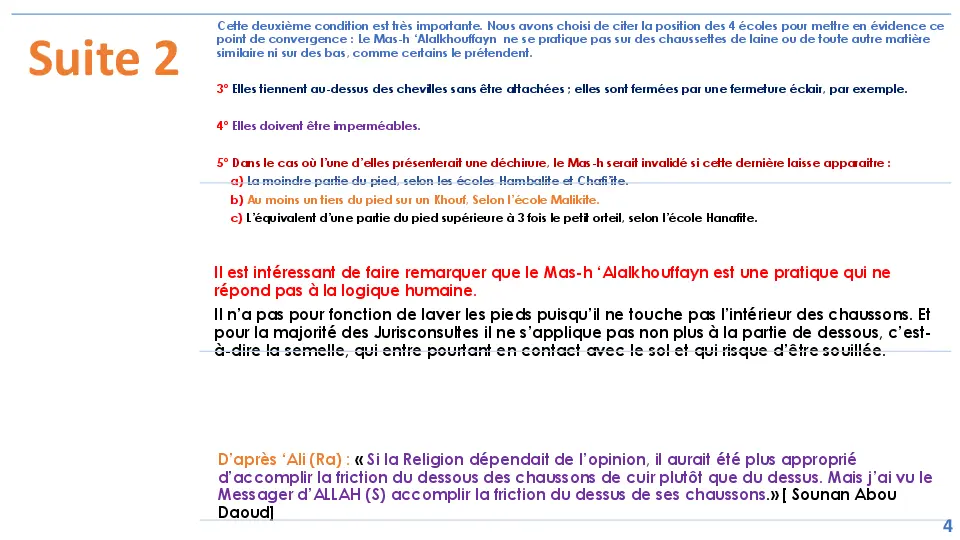 Suite 2
Cette deuxième condition est très importante. Nous avons choisi de citer la position des 4 écoles pour mettre en évidence ce
point de convergence : Le Mas-h ‘Alalkhouffayn ne se pratique pas sur des chaussettes de laine ou de toute autre matière
similaire ni sur des bas, comme certains le prétendent.
3° Elles tiennent au-dessus des chevilles sans être attachées ; elles sont fermées par une fermeture éclair, par exemple.
4° Elles doivent être imperméables.
5° Dans le cas où l’une d’elles présenterait une déchirure, le Mas-h serait invalidé si cette dernière laisse apparaitre :
a) La moindre partie du pied, selon les écoles Hambalite et Chafi’ite.
b) Au moins un tiers du pied sur un Khouf, Selon l’école Malikite.
c) L’équivalent d’une partie du pied supérieure à 3 fois le petit orteil, selon l’école Hanafite.
Il est intéressant de faire remarquer que le Mas-h ‘Alalkhouffayn est une pratique qui ne
répond pas à la logique humaine.
Il n’a pas pour fonction de laver les pieds puisqu’il ne touche pas l’intérieur des chaussons. Et
pour la majorité des Jurisconsultes il ne s’applique pas non plus à la partie de dessous, c’est-
à-dire la semelle, qui entre pourtant en contact avec le sol et qui risque d’être souillée.
D’après ‘Ali (Ra) : « Si la Religion dépendait de l’opinion, il aurait été plus approprié
d’accomplir la friction du dessous des chaussons de cuir plutôt que du dessus. Mais j’ai vu le
Messager d’ALLAH (S) accomplir la friction du dessus de ses chaussons.» [ Sounan Abou
Daoud]
4